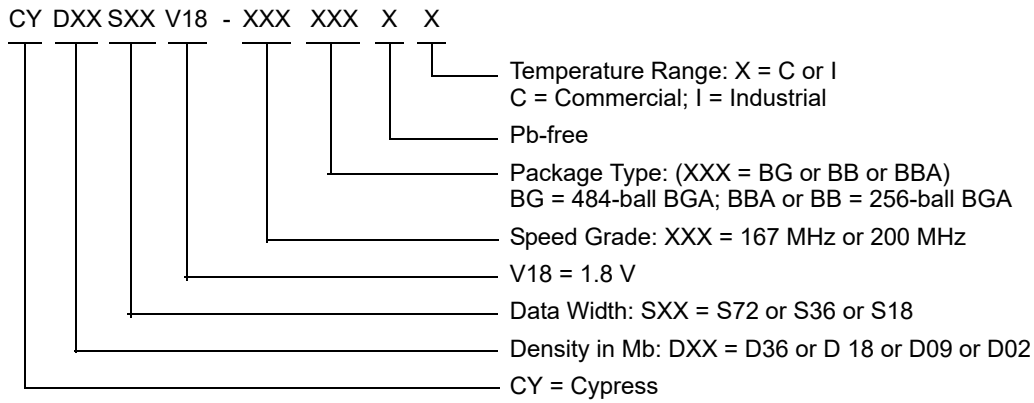 CY DXX SXX V18 - XXX XXX X X
Temperature Range: X = C or I
C = Commercial; I = Industrial
Pb-free
Package Type: (XXX = BG or BB or BBA)
BG = 484-ball BGA; BBA or BB = 256-ball BGA
Speed Grade: XXX = 167 MHz or 200 MHz
V18 = 1.8 V
Data Width: SXX = S72 or S36 or S18
Density in Mb: DXX = D36 or D 18 or D09 or D02
CY = Cypress